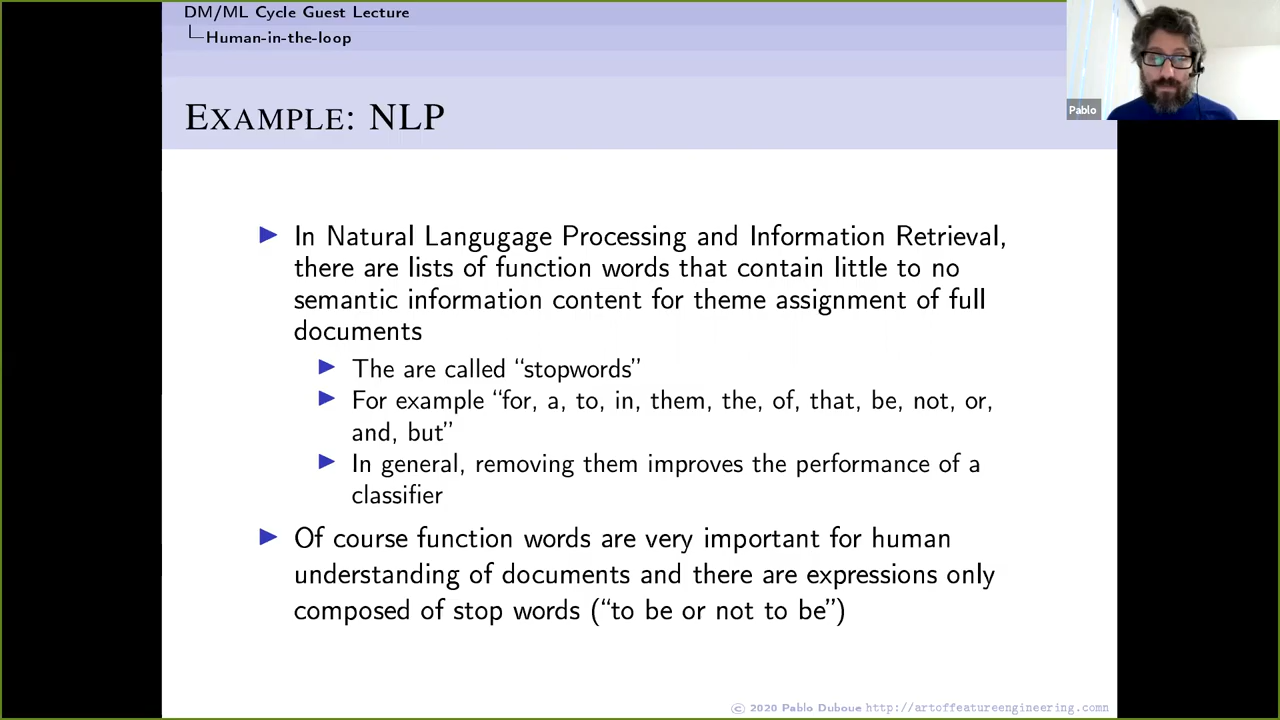 DM/ML Cycle Guest Lecture
Human-in-the-loop
EXAMPLE: NLP
Pablo
▶ In Natural Langugage Processing and Information Retrieval,
there are lists of function words that contain little to no
semantic information content for theme assignment of full
documents
▶ The are called “stopwords”
▶ For example “for, a, to, in, them, the, of, that, be, not, or,
and, but”
▶ In general, removing them improves the performance of a
classifier
▶ Of course function words are very important for human
understanding of documents and there are expressions only
composed of stop words (“to be or not to be”)
© 2020 Pablo Duboue http://artoffeatureengineering.comn